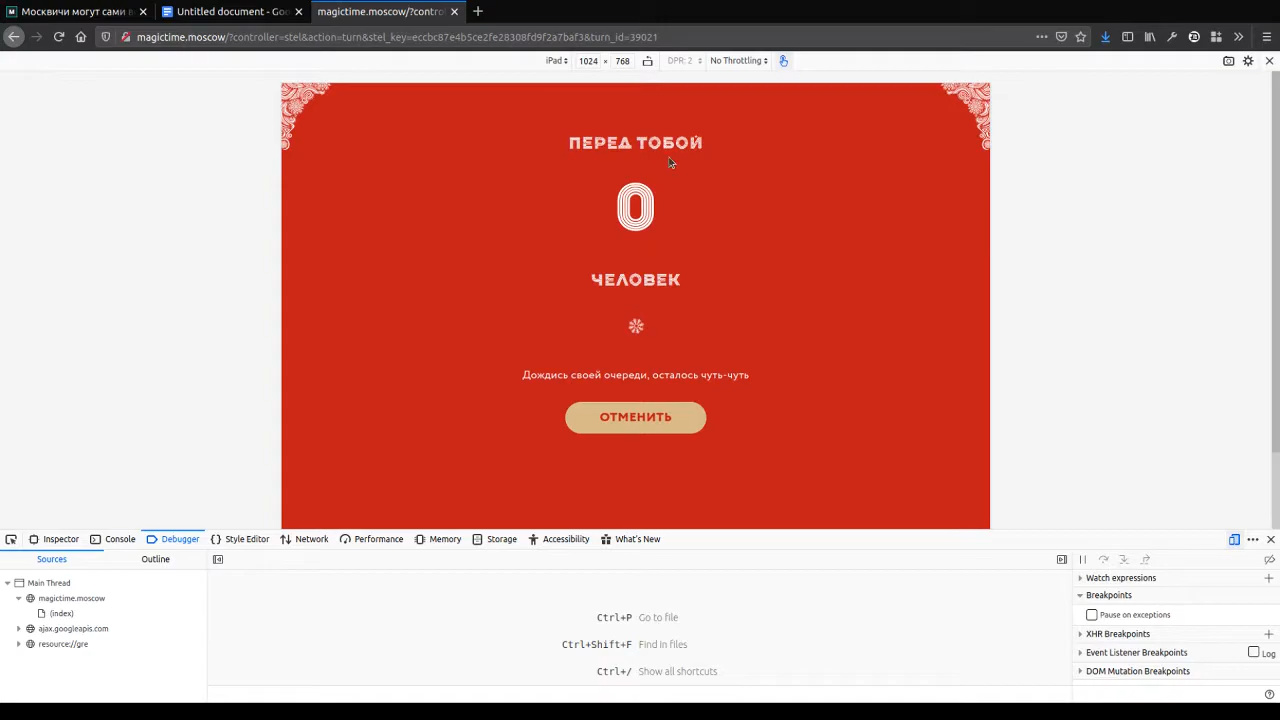 Москвичи могут сами в
Untitled document - Goo
magictime.moscow/?contro
magictime.moscow/?controller=stel&action=turn&stel_key=eccbc87e4b5ce2fe28308fd9f2a7baf3&turn_id=39021
iPad 1024 × 768 DPR: 2 No Throttling
ПЕРЕД ТОБОЙ
0
ЧЕЛОВЕК
Дождись своей очереди, осталось чуть-чуть
ОТМЕНИТЬ
Inspector Console Debugger Style Editor Network Performance Memory Storage Accessibility What's New
Sources Outline
Main Thread
magictime.moscow
(index)
ajax.googleapis.com
resource://gre
Ctrl+P Go to file
Ctrl+Shift+F Find in files
Ctrl+/ Show all shortcuts
Watch expressions
Breakpoints
Pause on exceptions
XHR Breakpoints
Event Listener Breakpoints Log
DOM Mutation Breakpoints